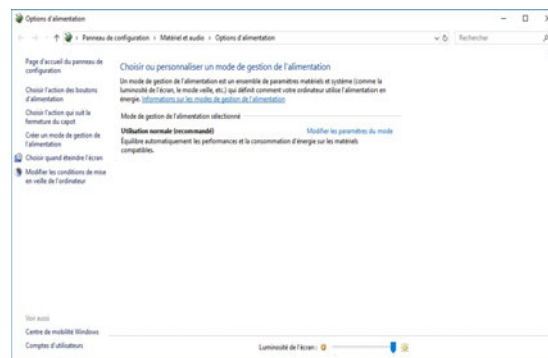 Options d'alimentation
Panneau de configuration › Matériel et audio › Options d'alimentation
Rechercher
Page d'accueil du panneau de
configuration
Choisir l'action des boutons
d'alimentation
Choisir l'action qui suit la
fermeture du capot
Créer un mode de gestion de
l'alimentation
Choisir quand éteindre l'écran
Modifier les conditions de mise
en veille de l'ordinateur
Choisir ou personnaliser un mode de gestion de l'alimentation
Un mode de gestion de l'alimentation est un ensemble de paramètres matériels et système (comme la
luminosité de l'écran, le mode veille, etc.) qui définit comment votre ordinateur utilise l'alimentation en
énergie. Informations sur les modes de gestion de l'alimentation
Mode de gestion de l'alimentation sélectionné
Utilisation normale (recommandé) Modifier les paramètres du mode
Équilibre automatiquement les performances et la consommation d'énergie sur les matériels
compatibles.
Voir aussi
Centre de mobilité Windows
Comptes d'utilisateurs
Luminosité de l'écran :